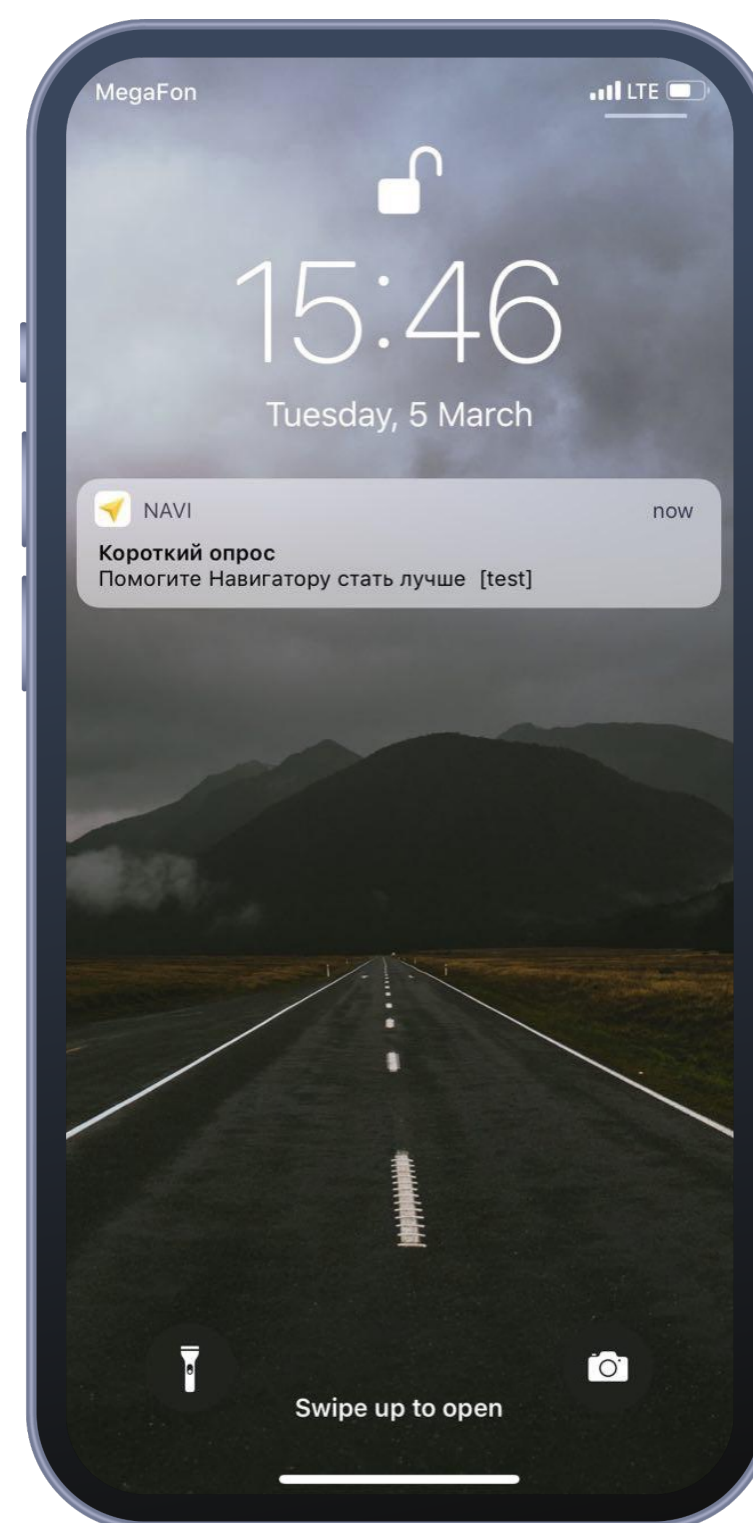 MegaFon
LTE
15:46
Tuesday, 5 March
NAVI now
Короткий опрос
Помогите Навигатору стать лучше [test]
Swipe up to open